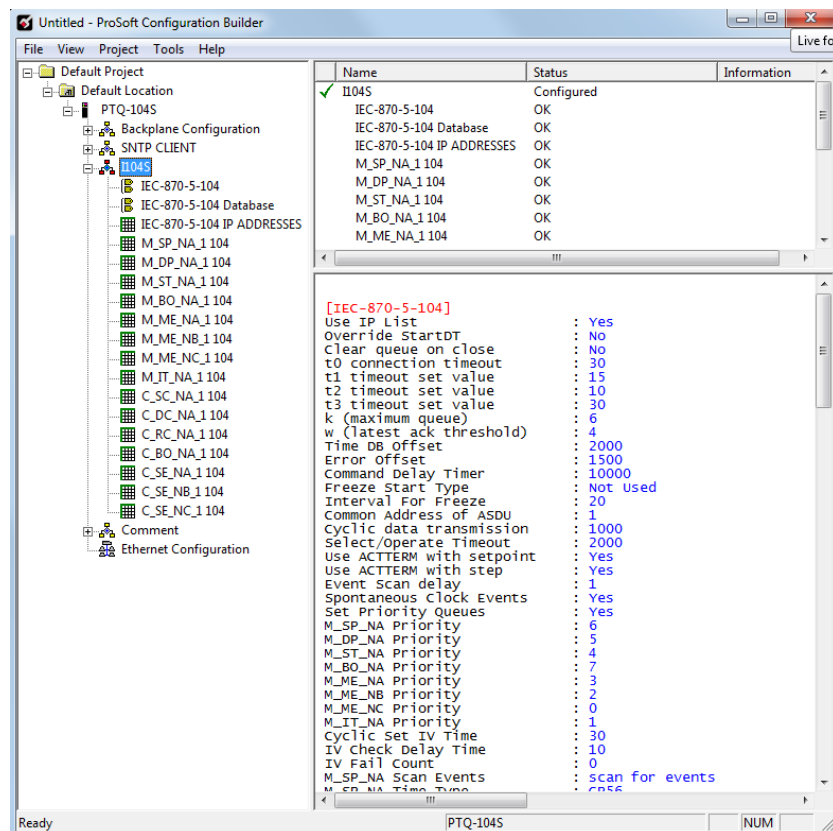 Untitled - ProSoft Configuration Builder
Live fo
File View Project Tools Help
Default Project
Default Location
PTQ-104S
Backplane Configuration
SNTP CLIENT
I104S
IEC-870-5-104
IEC-870-5-104 Database
IEC-870-5-104 IP ADDRESSES
M_SP_NA_1 104
M_DP_NA_1 104
M_ST_NA_1 104
M_BO_NA_1 104
M_ME_NA_1 104
M_ME_NB_1 104
M_ME_NC_1 104
M_IT_NA_1 104
C_SC_NA_1 104
C_DC_NA_1 104
C_RC_NA_1 104
C_BO_NA_1 104
C_SE_NA_1 104
C_SE_NB_1 104
C_SE_NC_1 104
Comment
Ethernet Configuration
Name Status Information
I104S Configured
IEC-870-5-104 OK
IEC-870-5-104 Database OK
IEC-870-5-104 IP ADDRESSES OK
M_SP_NA_1 104 OK
M_DP_NA_1 104 OK
M_ST_NA_1 104 OK
M_BO_NA_1 104 OK
M_ME_NA_1 104 OK
[IEC-870-5-104]
Use IP List : Yes
Override StartDT : No
Clear queue on close : No
t0 connection timeout : 30
t1 timeout set value : 15
t2 timeout set value : 10
t3 timeout set value : 30
k (maximum queue) : 6
w (latest ack threshold) : 4
Time DB Offset : 2000
Error Offset : 1500
Command Delay Timer : 10000
Freeze Start Type : Not Used
Interval For Freeze : 20
Common Address of ASDU : 1
Cyclic data transmission : 1000
Select/Operate Timeout : 2000
Use ACTTERM with setpoint : Yes
Use ACTTERM with step : Yes
Event Scan delay : 1
Spontaneous Clock Events : Yes
Set Priority Queues : Yes
M_SP_NA Priority : 6
M_DP_NA Priority : 5
M_ST_NA Priority : 4
M_BO_NA Priority : 7
M_ME_NA Priority : 3
M_ME_NB Priority : 2
M_ME_NC Priority : 0
M_IT_NA Priority : 1
Cyclic Set IV Time : 30
IV Check Delay Time : 10
IV Fail Count : 0
M_SP_NA Scan Events : scan for events
M_SP_NA Time Type : CP56
Ready PTQ-104S NUM